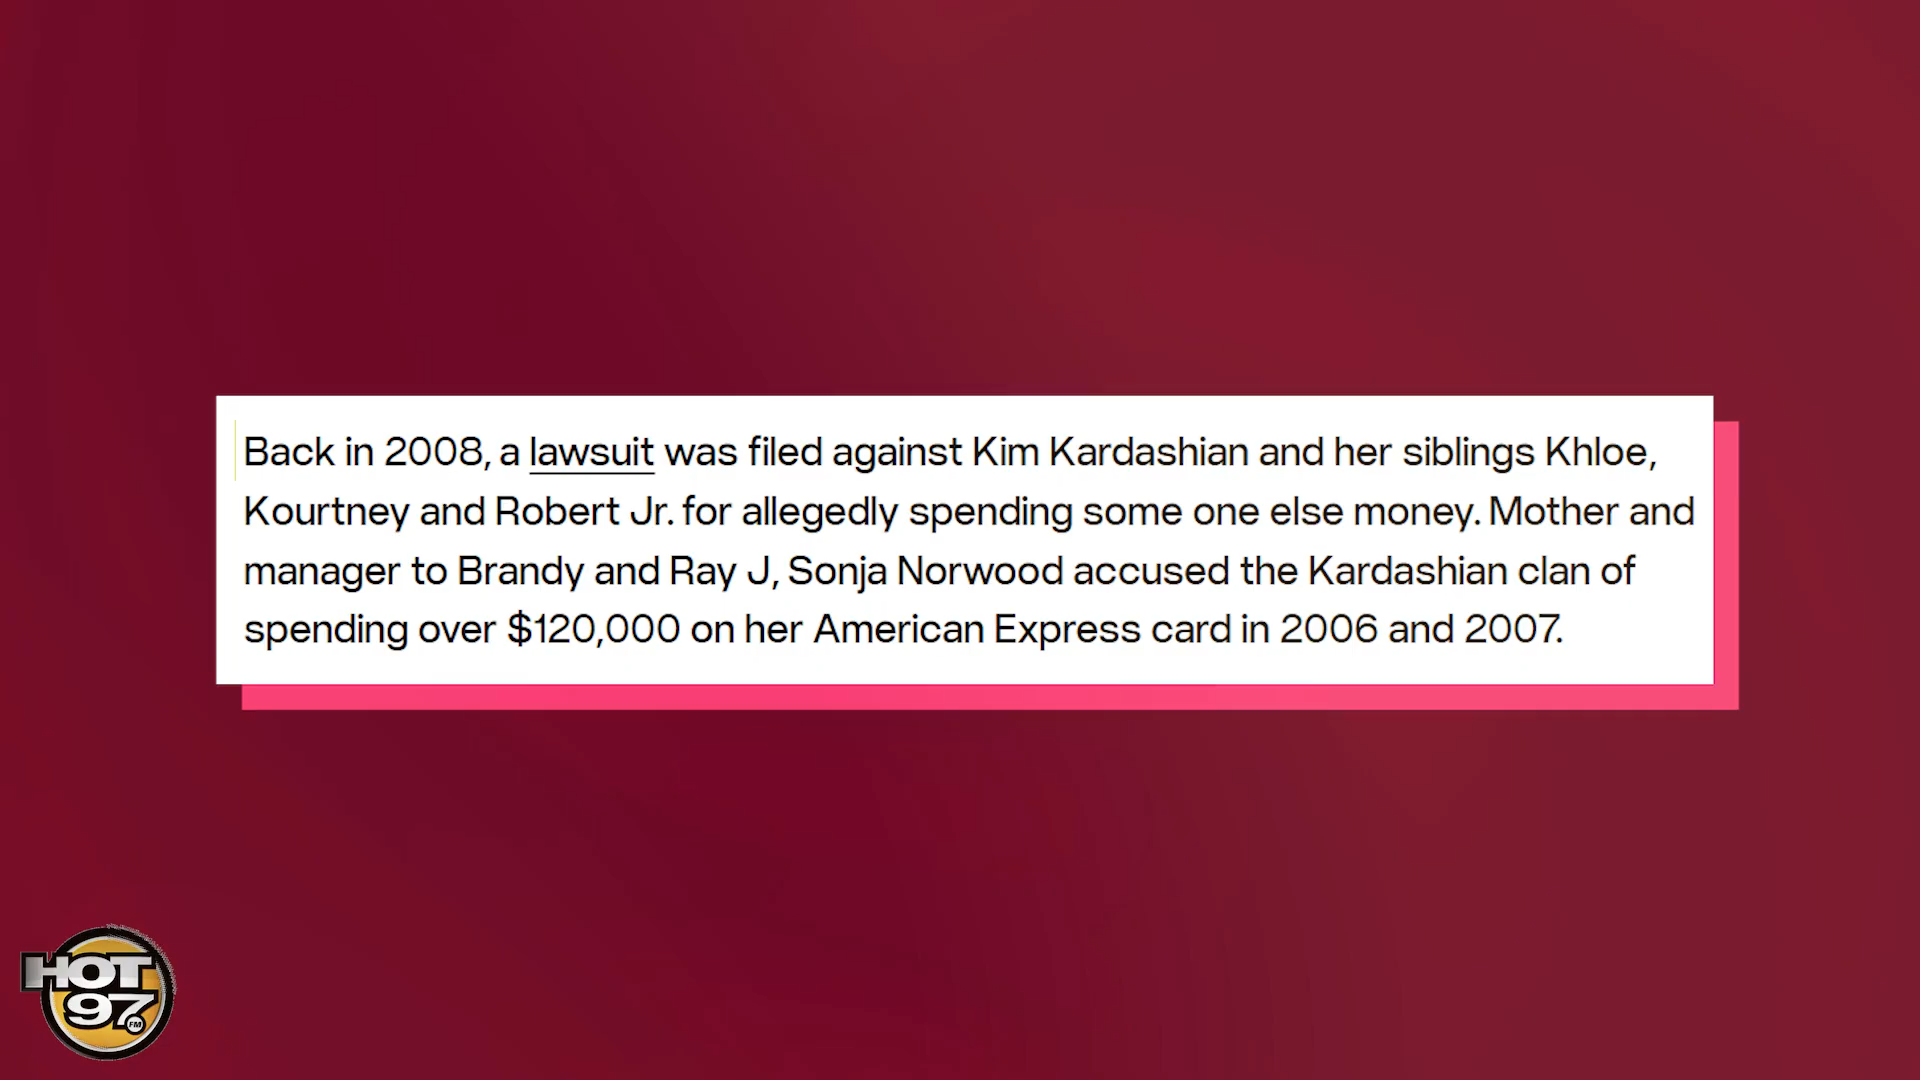 Back in 2008, a lawsuit was filed against Kim Kardashian and her siblings Khloe,
Kourtney and Robert Jr. for allegedly spending some one else money. Mother and
manager to Brandy and Ray J, Sonja Norwood accused the Kardashian clan of
spending over $120,000 on her American Express card in 2006 and 2007.
HOT
97
FM